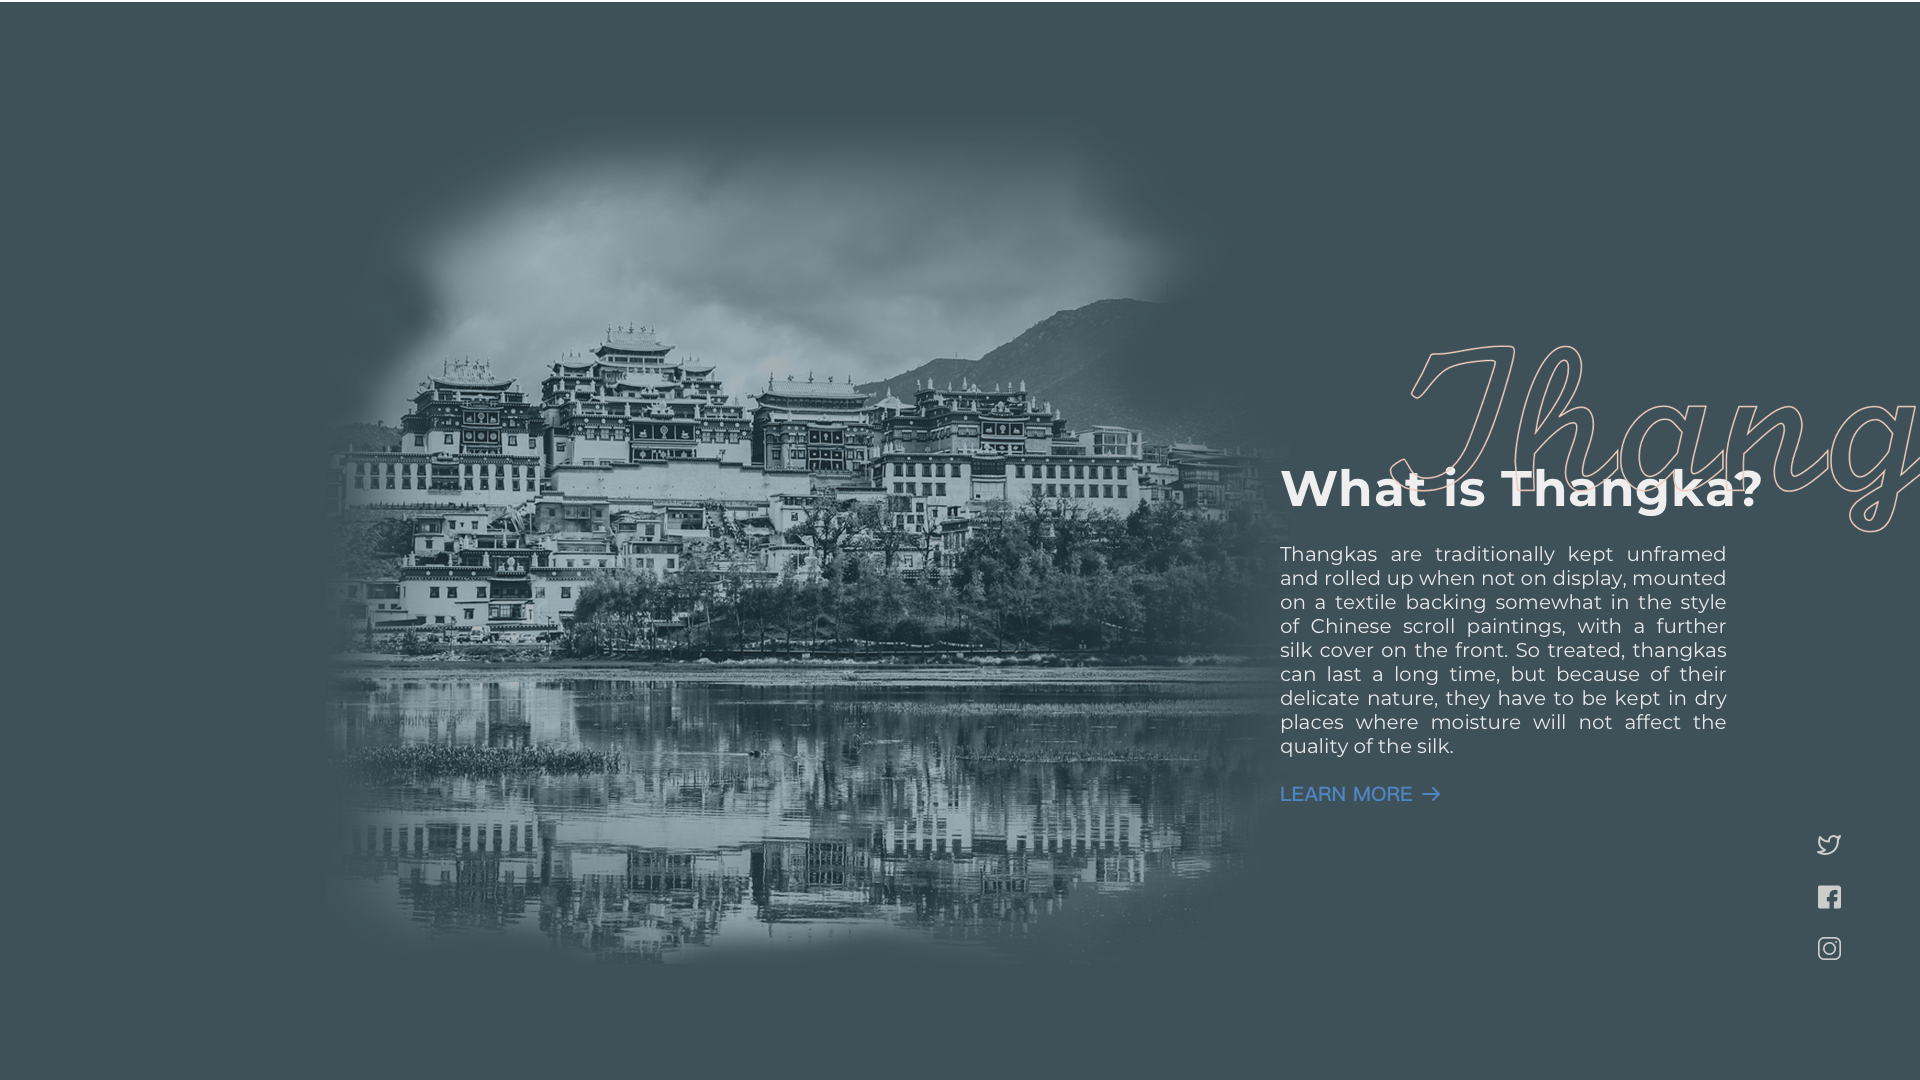 Thang
What is Thangka?
Thangkas are traditionally kept unframed
and rolled up when not on display, mounted
on a textile backing somewhat in the style
of Chinese scroll paintings, with a further
silk cover on the front. So treated, thangkas
can last a long time, but because of their
delicate nature, they have to be kept in dry
places where moisture will not affect the
quality of the silk.
LEARN MORE →